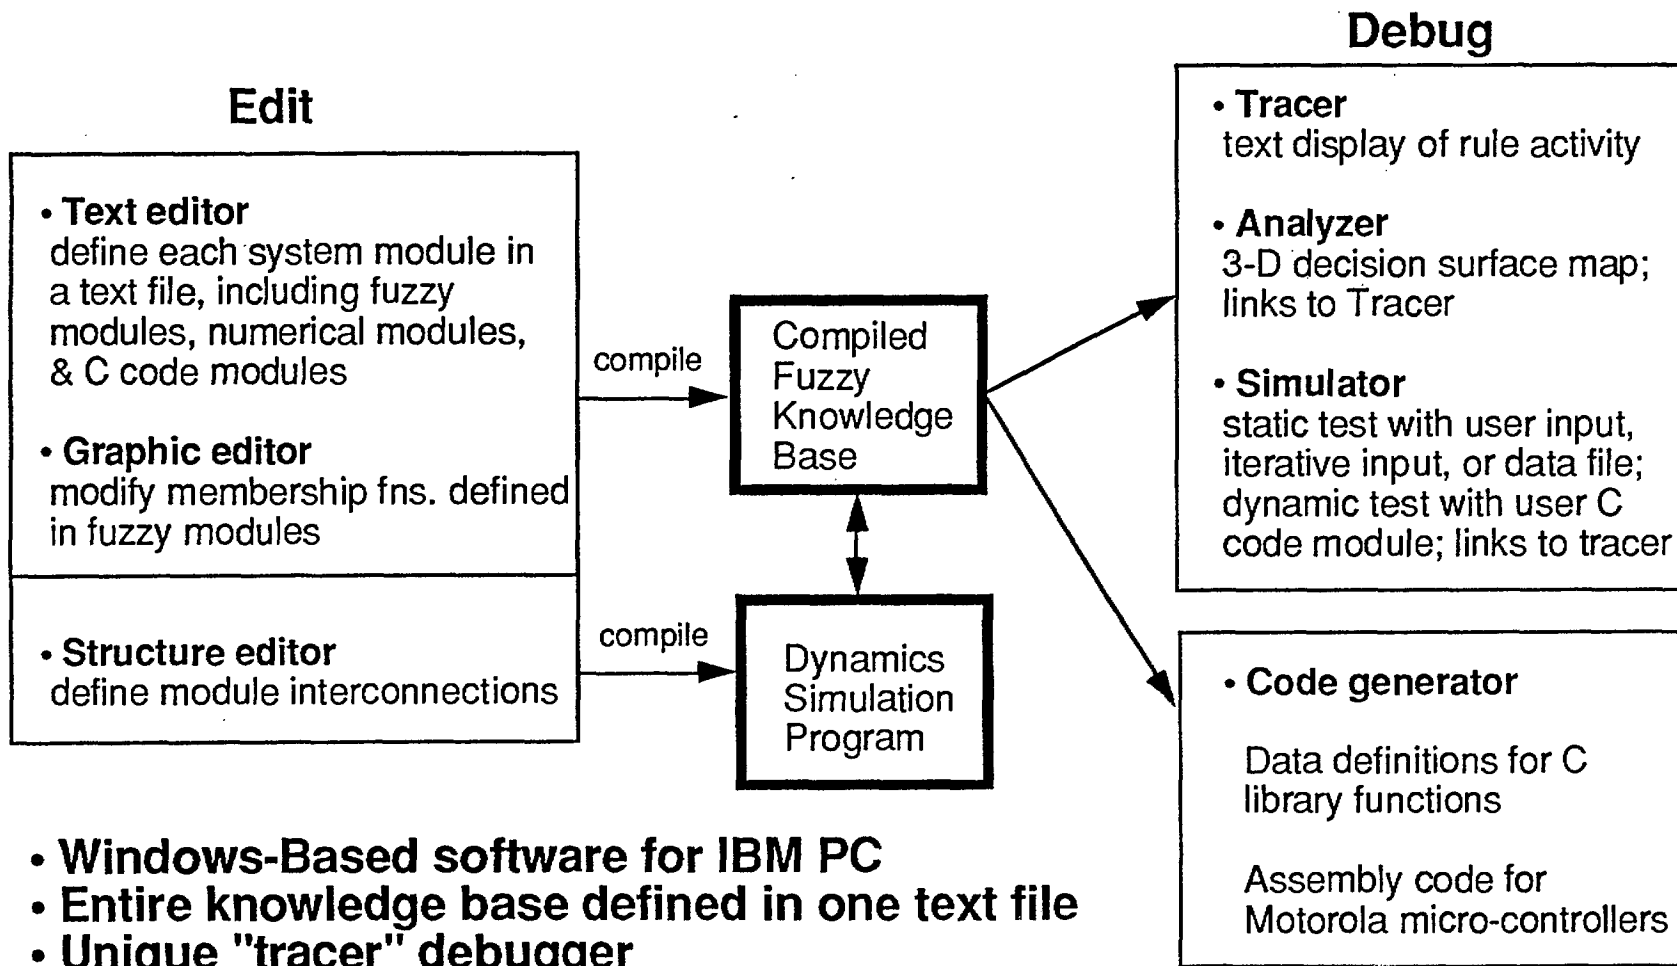 Edit
• Text editor
define each system module in
a text file, including fuzzy
modules, numerical modules,
& C code modules
• Graphic editor
modify membership fns. defined
in fuzzy modules
• Structure editor
define module interconnections
compile
compile
Compiled
Fuzzy
Knowledge
Base
Dynamics
Simulation
Program
Debug
• Tracer
text display of rule activity
• Analyzer
3-D decision surface map;
links to Tracer
• Simulator
static test with user input,
iterative input, or data file;
dynamic test with user C
code module; links to tracer
• Code generator
Data definitions for C
library functions
Assembly code for
Motorola micro-controllers
• Windows-Based software for IBM PC
• Entire knowledge base defined in one text file
• Unique "tracer" debugger